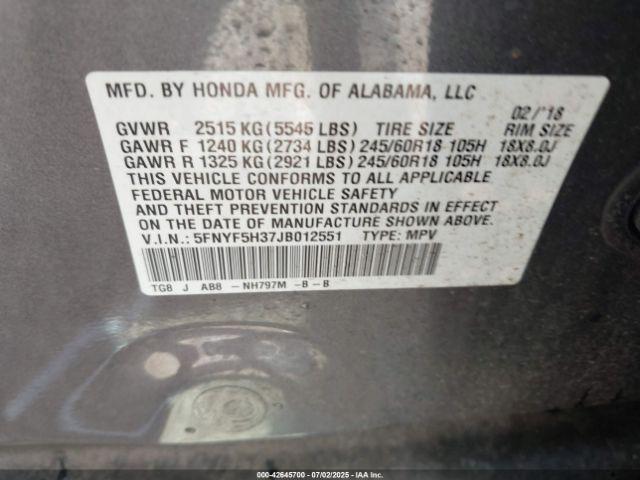 MFD. BY HONDA MFG. OF ALABAMA, LLC
02/'18
GVWR 2515 KG (5545 LBS) TIRE SIZE RIM SIZE
GAWR F 1240 KG (2734 LBS) 245/60R18 105H 18X8.0J
GAWR R 1325 KG (2921 LBS) 245/60R18 105H 18X8.0J
THIS VEHICLE CONFORMS TO ALL APPLICABLE
FEDERAL MOTOR VEHICLE SAFETY
AND THEFT PREVENTION STANDARDS IN EFFECT ON
THE DATE OF MANUFACTURE SHOWN ABOVE.
V.I.N.: 5FNYF5H37JB012551 TYPE: MPV
TG8 J AB8 -NH797M -B -B
000-42645700 - 07/02/2025 - IAAI.COM